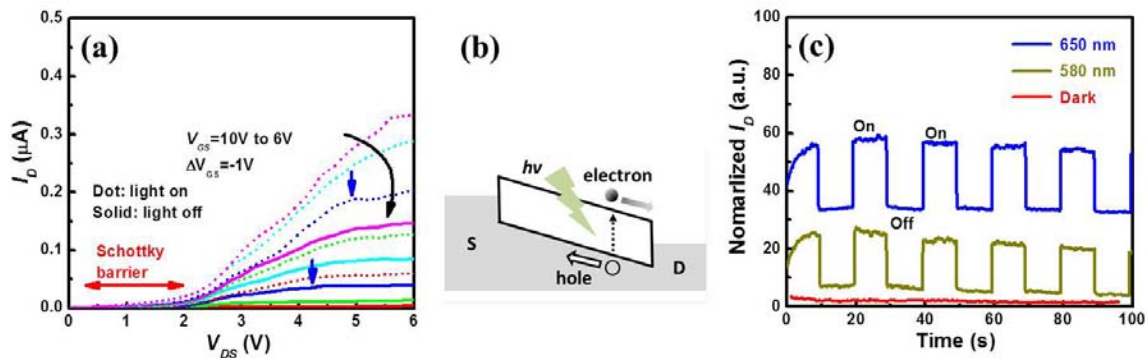 (a)
0.5
0.4
0.3
0.2
0.1
0.0
I_D (μA)
V_GS=10V to 6V
ΔV_GS=-1V
Dot: light on
Solid: light off
Schottky
barrier
0 1 2 3 4 5 6
V_DS (V)
(b)
hν
electron
S
hole
D
(c)
100
80
60
40
20
0
Nomarlized I_D (a.u.)
650 nm
580 nm
Dark
On
On
Off
0 20 40 60 80 100
Time (s)